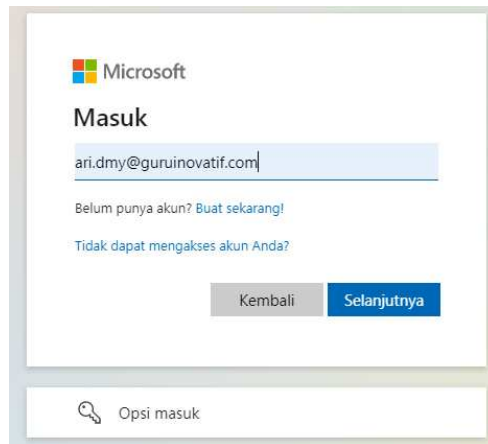 Microsoft
Masuk
ari.dmy@guruinovatif.com
Belum punya akun? Buat sekarang!
Tidak dapat mengakses akun Anda?
Kembali Selanjutnya
Opsi masuk